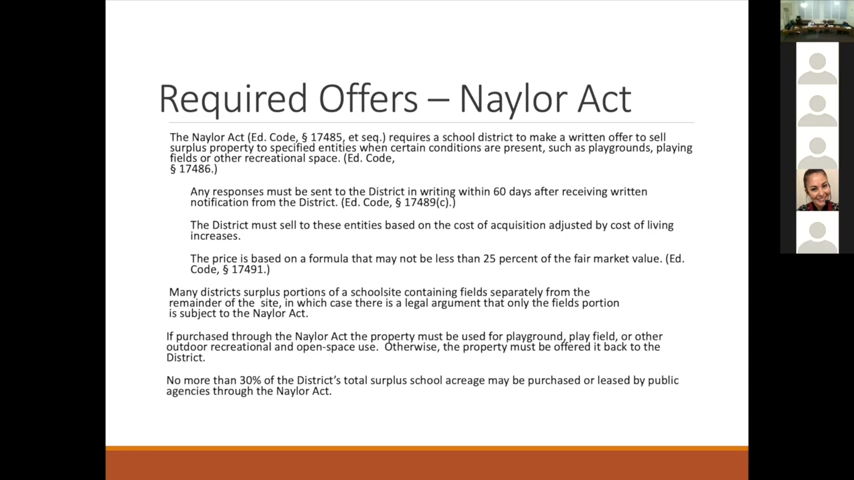 Required Offers – Naylor Act
The Naylor Act (Ed. Code, § 17485, et seq.) requires a school district to make a written offer to sell
surplus property to specified entities when certain conditions are present, such as playgrounds, playing
fields or other recreational space. (Ed. Code,
§ 17486.)
Any responses must be sent to the District in writing within 60 days after receiving written
notification from the District. (Ed. Code, § 17489(c).)
The District must sell to these entities based on the cost of acquisition adjusted by cost of living
increases.
The price is based on a formula that may not be less than 25 percent of the fair market value. (Ed.
Code, § 17491.)
Many districts surplus portions of a schoolsite containing fields separately from the
remainder of the site, in which case there is a legal argument that only the fields portion
is subject to the Naylor Act.
If purchased through the Naylor Act the property must be used for playground, play field, or other
outdoor recreational and open-space use. Otherwise, the property must be offered it back to the
District.
No more than 30% of the District's total surplus school acreage may be purchased or leased by public
agencies through the Naylor Act.